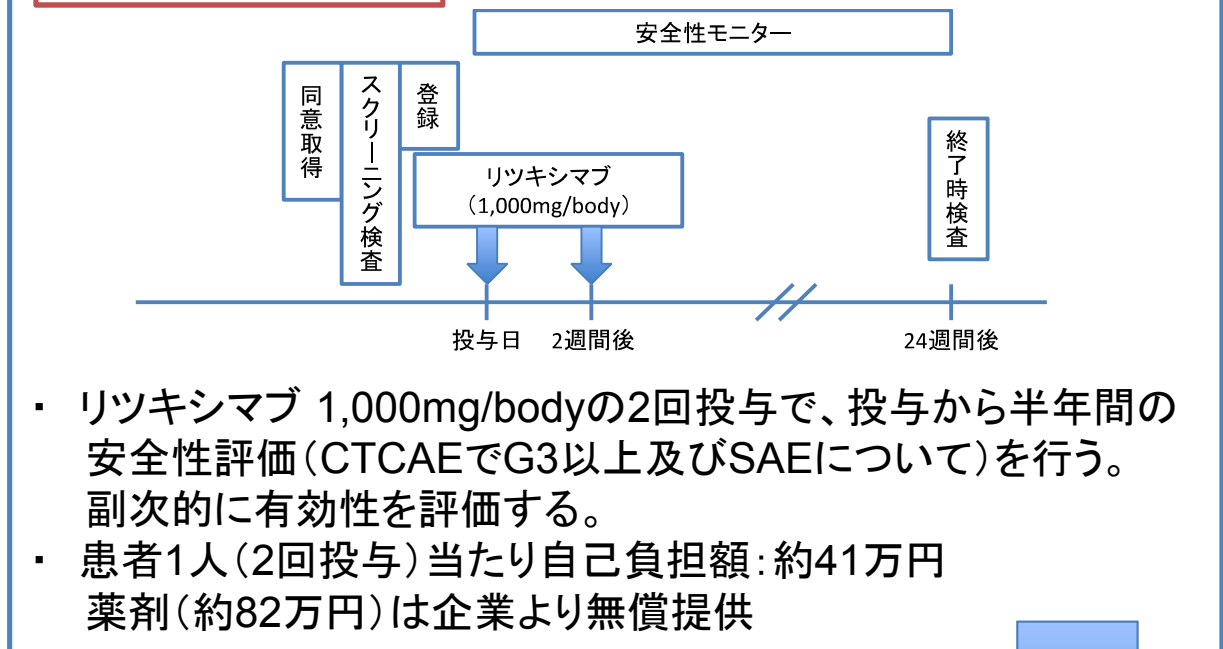 安全性モニター
同意取得
スクリーニング検査
登録
リツキシマブ
（1,000mg/body）
終了時検査
投与日
2週間後
24週間後
・ リツキシマブ 1,000mg/bodyの2回投与で、投与から半年間の
安全性評価（CTCAEでG3以上及びSAEについて）を行う。
副次的に有効性を評価する。
・ 患者1人（2回投与）当たり自己負担額：約41万円
薬剤（約82万円）は企業より無償提供